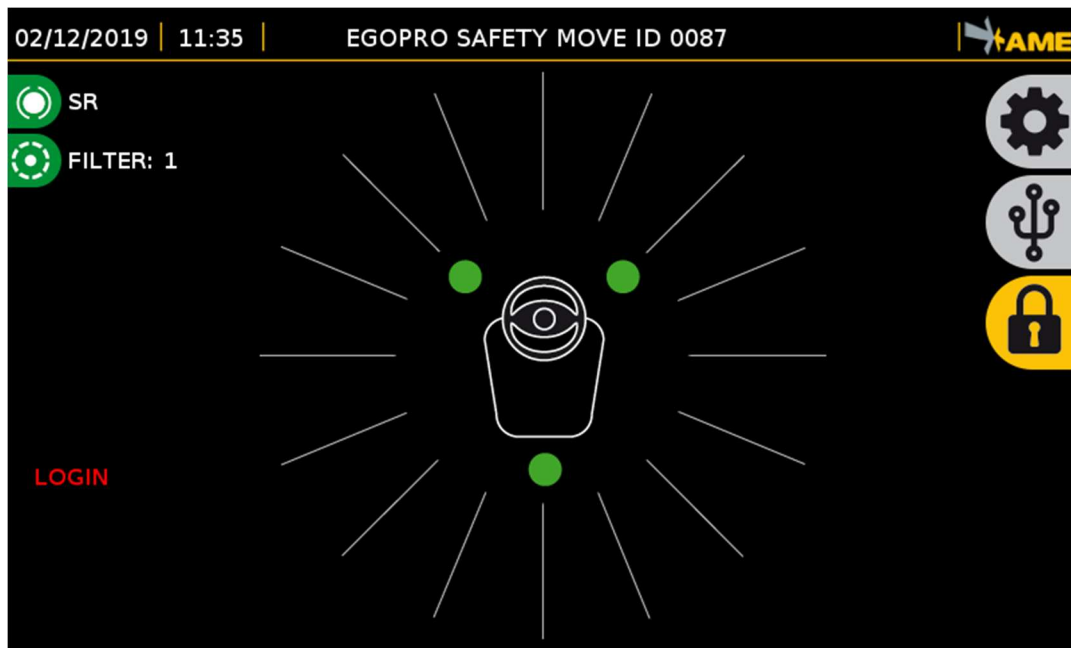 02/12/2019 11:35 EGOPRO SAFETY MOVE ID 0087 AME
SR
FILTER: 1
LOGIN